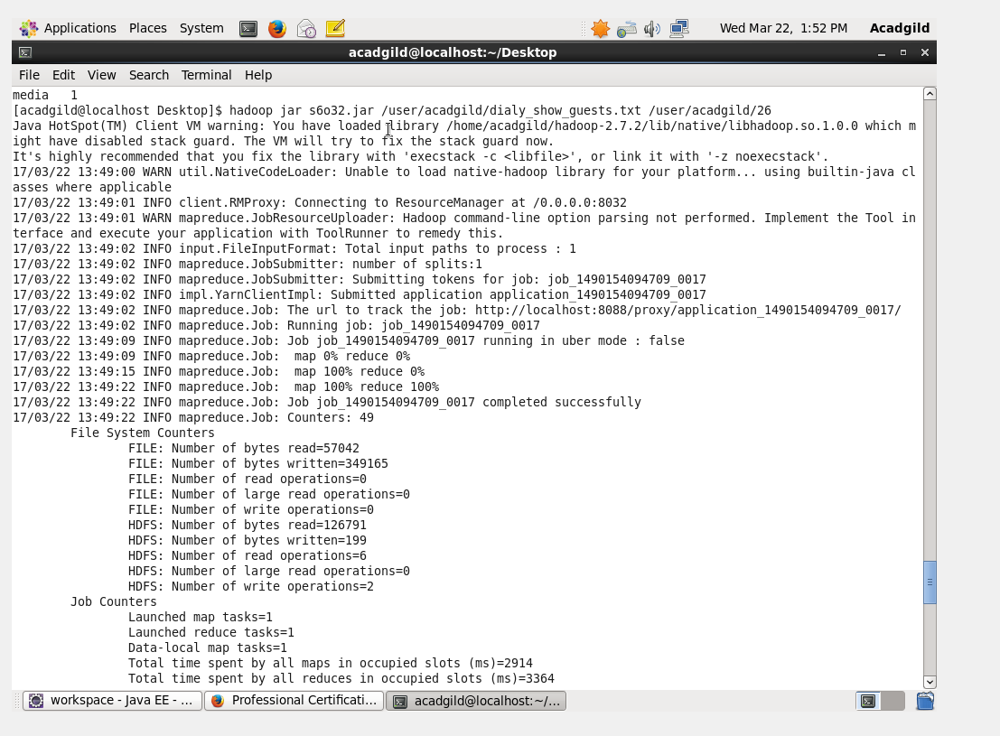 Applications Places System Wed Mar 22, 1:52 PM Acadgild
acadgild@localhost:~/Desktop
File Edit View Search Terminal Help
media   1
[acadgild@localhost Desktop]$ hadoop jar s6o32.jar /user/acadgild/dialy_show_guests.txt /user/acadgild/26
Java HotSpot(TM) Client VM warning: You have loaded library /home/acadgild/hadoop-2.7.2/lib/native/libhadoop.so.1.0.0 which m
ight have disabled stack guard. The VM will try to fix the stack guard now.
It's highly recommended that you fix the library with 'execstack -c <libfile>', or link it with '-z noexecstack'.
17/03/22 13:49:00 WARN util.NativeCodeLoader: Unable to load native-hadoop library for your platform... using builtin-java cl
asses where applicable
17/03/22 13:49:01 INFO client.RMProxy: Connecting to ResourceManager at /0.0.0.0:8032
17/03/22 13:49:01 WARN mapreduce.JobResourceUploader: Hadoop command-line option parsing not performed. Implement the Tool in
terface and execute your application with ToolRunner to remedy this.
17/03/22 13:49:02 INFO input.FileInputFormat: Total input paths to process : 1
17/03/22 13:49:02 INFO mapreduce.JobSubmitter: number of splits:1
17/03/22 13:49:02 INFO mapreduce.JobSubmitter: Submitting tokens for job: job_1490154094709_0017
17/03/22 13:49:02 INFO impl.YarnClientImpl: Submitted application application_1490154094709_0017
17/03/22 13:49:02 INFO mapreduce.Job: The url to track the job: http://localhost:8088/proxy/application_1490154094709_0017/
17/03/22 13:49:02 INFO mapreduce.Job: Running job: job_1490154094709_0017
17/03/22 13:49:09 INFO mapreduce.Job: Job job_1490154094709_0017 running in uber mode : false
17/03/22 13:49:09 INFO mapreduce.Job:  map 0% reduce 0%
17/03/22 13:49:15 INFO mapreduce.Job:  map 100% reduce 0%
17/03/22 13:49:22 INFO mapreduce.Job:  map 100% reduce 100%
17/03/22 13:49:22 INFO mapreduce.Job: Job job_1490154094709_0017 completed successfully
17/03/22 13:49:22 INFO mapreduce.Job: Counters: 49
File System Counters
FILE: Number of bytes read=57042
FILE: Number of bytes written=349165
FILE: Number of read operations=0
FILE: Number of large read operations=0
FILE: Number of write operations=0
HDFS: Number of bytes read=126791
HDFS: Number of bytes written=199
HDFS: Number of read operations=6
HDFS: Number of large read operations=0
HDFS: Number of write operations=2
Job Counters
Launched map tasks=1
Launched reduce tasks=1
Data-local map tasks=1
Total time spent by all maps in occupied slots (ms)=2914
Total time spent by all reduces in occupied slots (ms)=3364
workspace - Java EE - ... Professional Certificati... acadgild@localhost:~/...